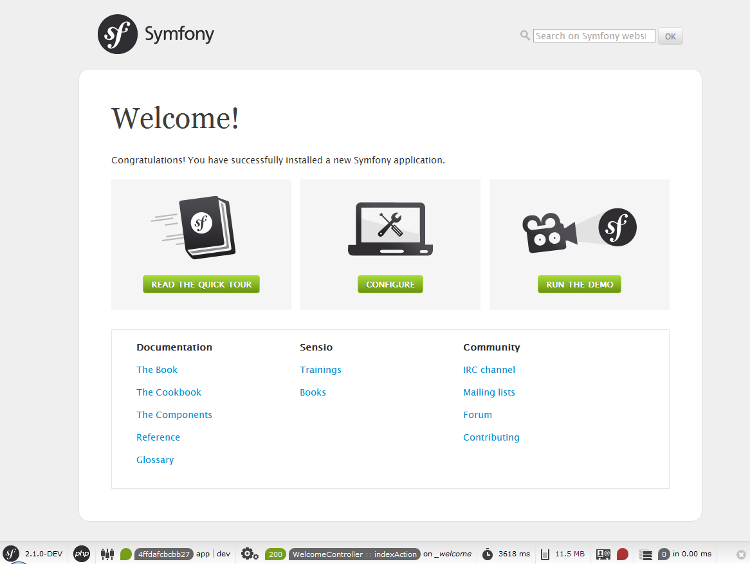 sf Symfony
Search on Symfony websi OK
Welcome!
Congratulations! You have successfully installed a new Symfony application.
READ THE QUICK TOUR
CONFIGURE
RUN THE DEMO
Documentation
The Book
The Cookbook
The Components
Reference
Glossary
Sensio
Trainings
Books
Community
IRC channel
Mailing lists
Forum
Contributing
2.1.0-DEV php 4ffdafcbcbb27 app dev 200 WelcomeController :: indexAction on _welcome 3618 ms 11.5 MB 0 in 0.00 ms